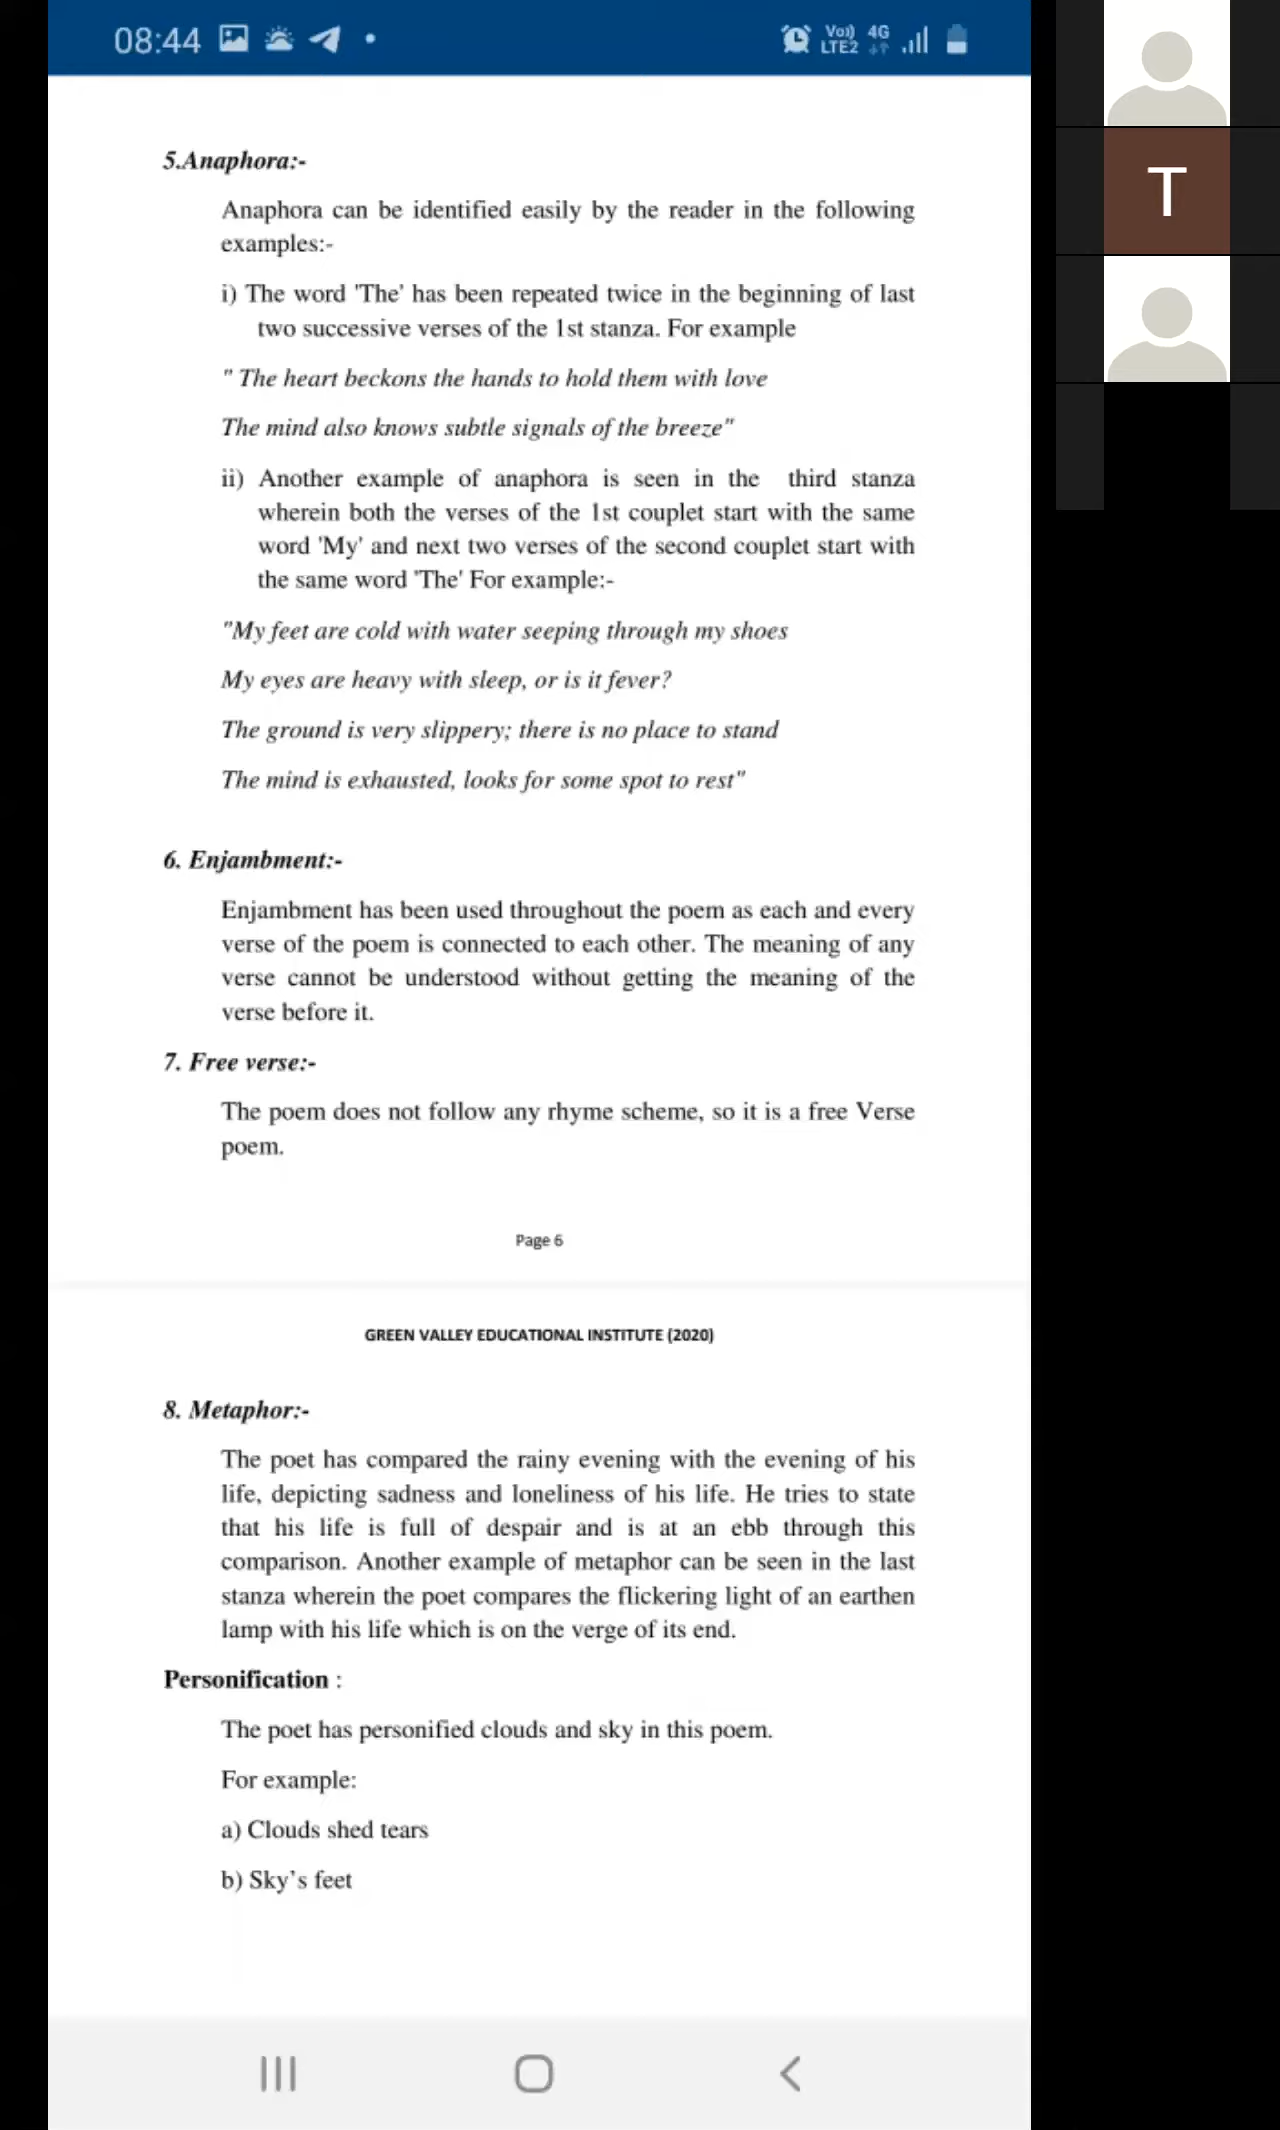 08:44
Vo)) 4G
LTE2
T
5.Anaphora:-
Anaphora can be identified easily by the reader in the following
examples:-
i) The word 'The' has been repeated twice in the beginning of last
two successive verses of the 1st stanza. For example
" The heart beckons the hands to hold them with love
The mind also knows subtle signals of the breeze"
ii) Another example of anaphora is seen in the third stanza
wherein both the verses of the 1st couplet start with the same
word 'My' and next two verses of the second couplet start with
the same word 'The' For example:-
"My feet are cold with water seeping through my shoes
My eyes are heavy with sleep, or is it fever?
The ground is very slippery; there is no place to stand
The mind is exhausted, looks for some spot to rest"
6. Enjambment:-
Enjambment has been used throughout the poem as each and every
verse of the poem is connected to each other. The meaning of any
verse cannot be understood without getting the meaning of the
verse before it.
7. Free verse:-
The poem does not follow any rhyme scheme, so it is a free Verse
poem.
Page 6
GREEN VALLEY EDUCATIONAL INSTITUTE (2020)
8. Metaphor:-
The poet has compared the rainy evening with the evening of his
life, depicting sadness and loneliness of his life. He tries to state
that his life is full of despair and is at an ebb through this
comparison. Another example of metaphor can be seen in the last
stanza wherein the poet compares the flickering light of an earthen
lamp with his life which is on the verge of its end.
Personification :
The poet has personified clouds and sky in this poem.
For example:
a) Clouds shed tears
b) Sky's feet